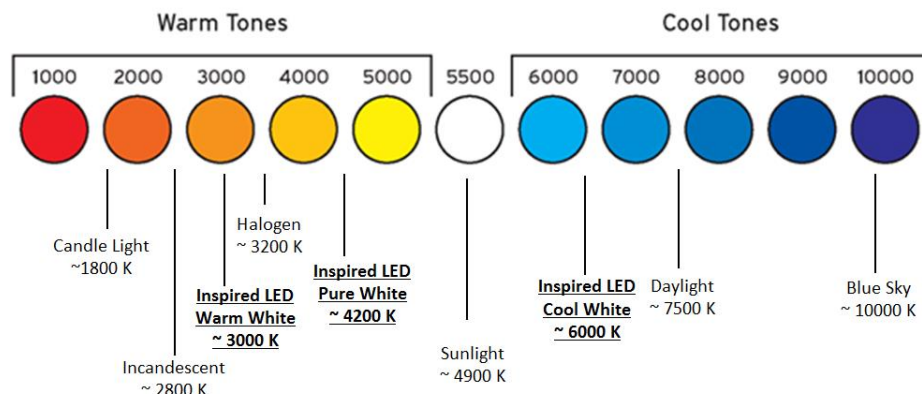 Warm Tones
Cool Tones
1000 2000 3000 4000 5000 5500 6000 7000 8000 9000 10000
Candle Light
~1800 K
Incandescent
~ 2800 K
Inspired LED
Warm White
~ 3000 K
Halogen
~ 3200 K
Inspired LED
Pure White
~ 4200 K
Sunlight
~ 4900 K
Inspired LED
Cool White
~ 6000 K
Daylight
~ 7500 K
Blue Sky
~ 10000 K